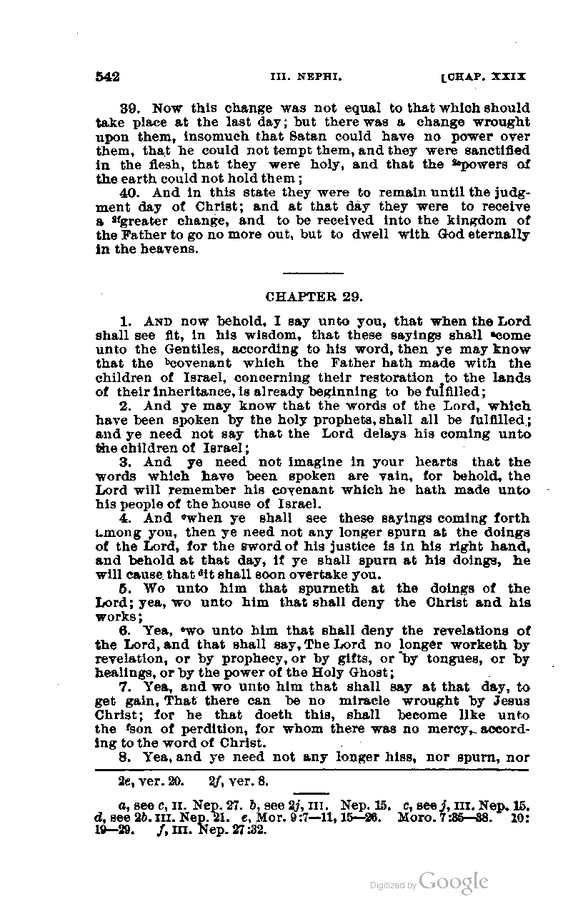 542 III. NEPHI. [CHAP. XXIX
39. Now this change was not equal to that which should
take place at the last day; but there was a change wrought
upon them, insomuch that Satan could have no power over
them, that he could not tempt them, and they were sanctified
in the flesh, that they were holy, and that the ²ᵉpowers of
the earth could not hold them;
40. And in this state they were to remain until the judg-
ment day of Christ; and at that day they were to receive
a ²ᶠgreater change, and to be received into the kingdom of
the Father to go no more out, but to dwell with God eternally
in the heavens.
CHAPTER 29.
1. AND now behold, I say unto you, that when the Lord
shall see fit, in his wisdom, that these sayings shall ᵃcome
unto the Gentiles, according to his word, then ye may know
that the ᵇcovenant which the Father hath made with the
children of Israel, concerning their restoration to the lands
of their inheritance, is already beginning to be fulfilled;
2. And ye may know that the words of the Lord, which
have been spoken by the holy prophets, shall all be fulfilled;
and ye need not say that the Lord delays his coming unto
the children of Israel;
3. And ye need not imagine in your hearts that the
words which have been spoken are vain, for behold, the
Lord will remember his covenant which he hath made unto
his people of the house of Israel.
4. And ᶜwhen ye shall see these sayings coming forth
among you, then ye need not any longer spurn at the doings
of the Lord, for the sword of his justice is in his right hand,
and behold at that day, if ye shall spurn at his doings, he
will cause that ᵈit shall soon overtake you.
5. Wo unto him that spurneth at the doings of the
Lord; yea, wo unto him that shall deny the Christ and his
works;
6. Yea, ᵉwo unto him that shall deny the revelations of
the Lord, and that shall say, The Lord no longer worketh by
revelation, or by prophecy, or by gifts, or by tongues, or by
healings, or by the power of the Holy Ghost;
7. Yea, and wo unto him that shall say at that day, to
get gain, That there can be no miracle wrought by Jesus
Christ; for he that doeth this, shall become like unto
the ᶠson of perdition, for whom there was no mercy, accord-
ing to the word of Christ.
8. Yea, and ye need not any longer hiss, nor spurn, nor
2e, ver. 20. 2f, ver. 8.
a, see c, II. Nep. 27. b, see 2j, III. Nep. 15. c, see j, III. Nep. 15.
d, see 2b. III. Nep. 21. e, Mor. 9:7—11, 15—26. Moro. 7:35—38. 10:
19—29. f, III. Nep. 27:32.
Digitized by Google